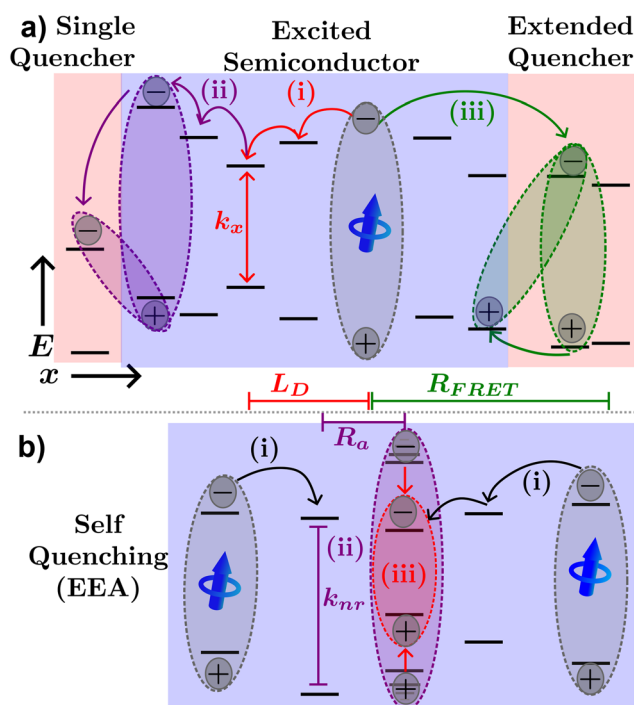 a)
Single
Quencher
Excited
Semiconductor
Extended
Quencher
(ii)
(i)
(iii)
−
−
−
−
k_x
+
+
+
+
E
x
L_D
R_FRET
R_a
b)
(i)
(i)
−
−
−
−
Self
Quenching
(EEA)
(ii)
(iii)
k_nr
+
+
+
+